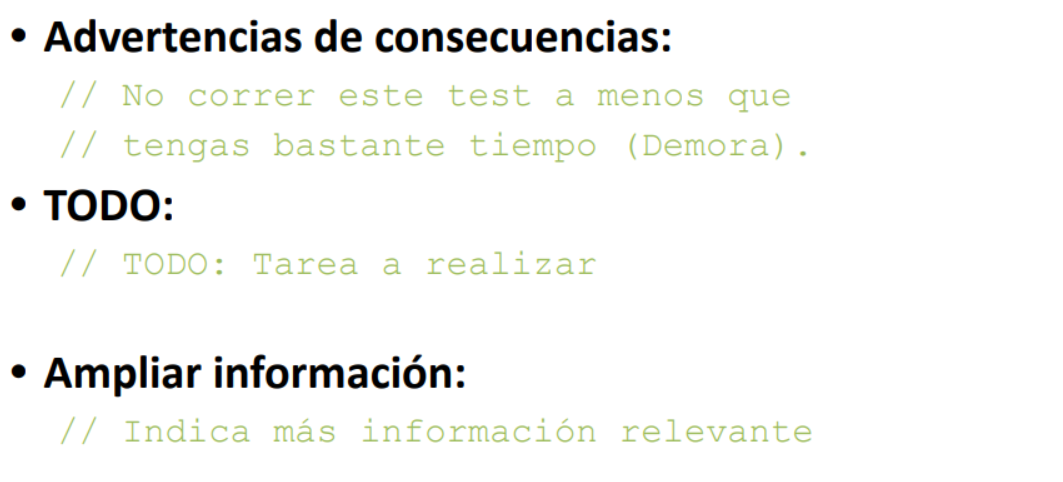 • Advertencias de consecuencias:
// No correr este test a menos que
// tengas bastante tiempo (Demora).
• TODO:
// TODO: Tarea a realizar
• Ampliar información:
// Indica más información relevante